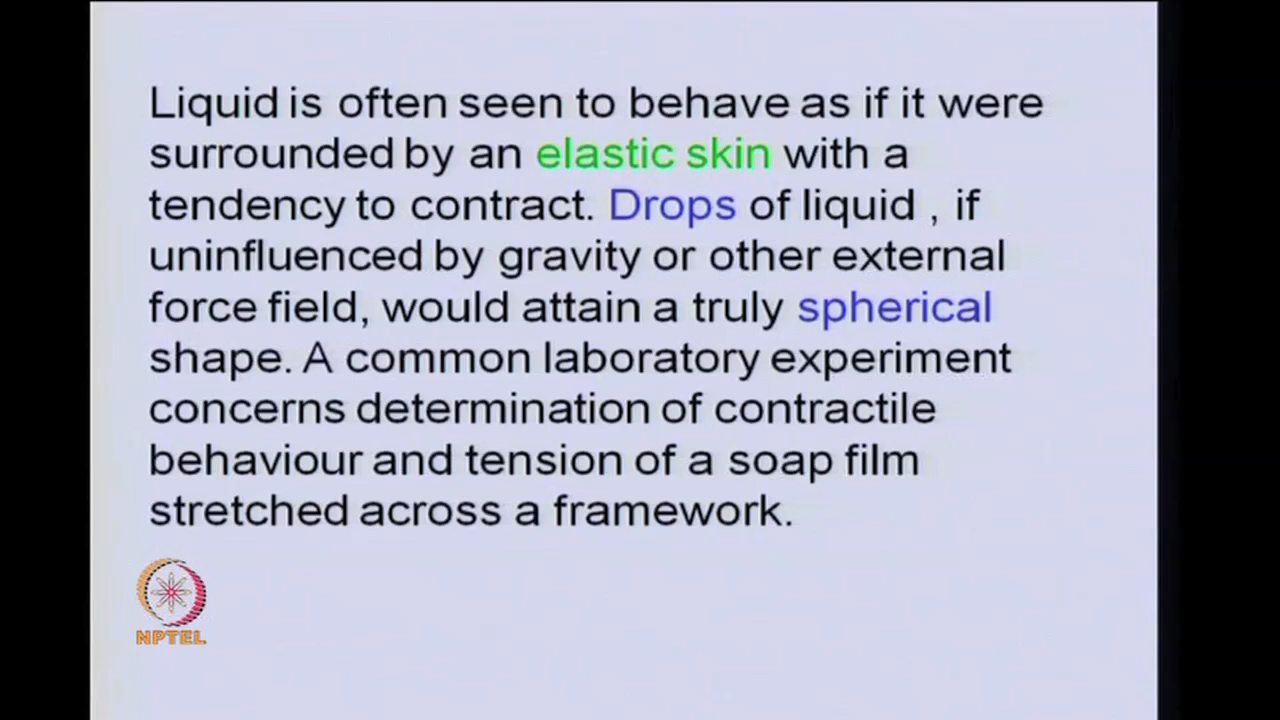 Liquid is often seen to behave as if it were
surrounded by an elastic skin with a
tendency to contract. Drops of liquid , if
uninfluenced by gravity or other external
force field, would attain a truly spherical
shape. A common laboratory experiment
concerns determination of contractile
behaviour and tension of a soap film
stretched across a framework.
NPTEL